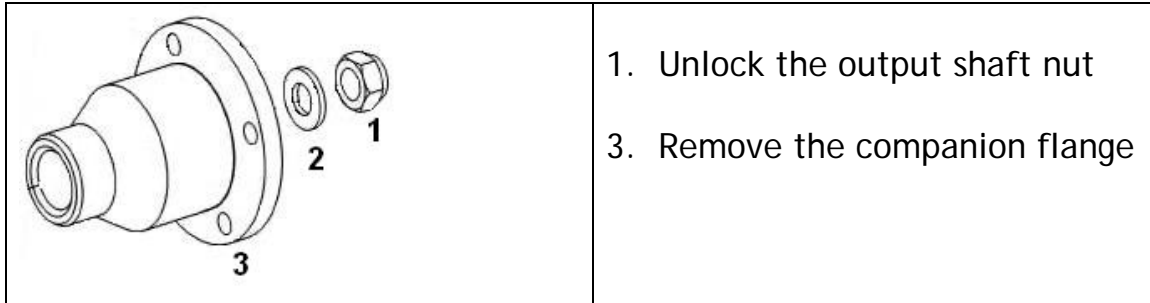 1
2
3
1. Unlock the output shaft nut
3. Remove the companion flange